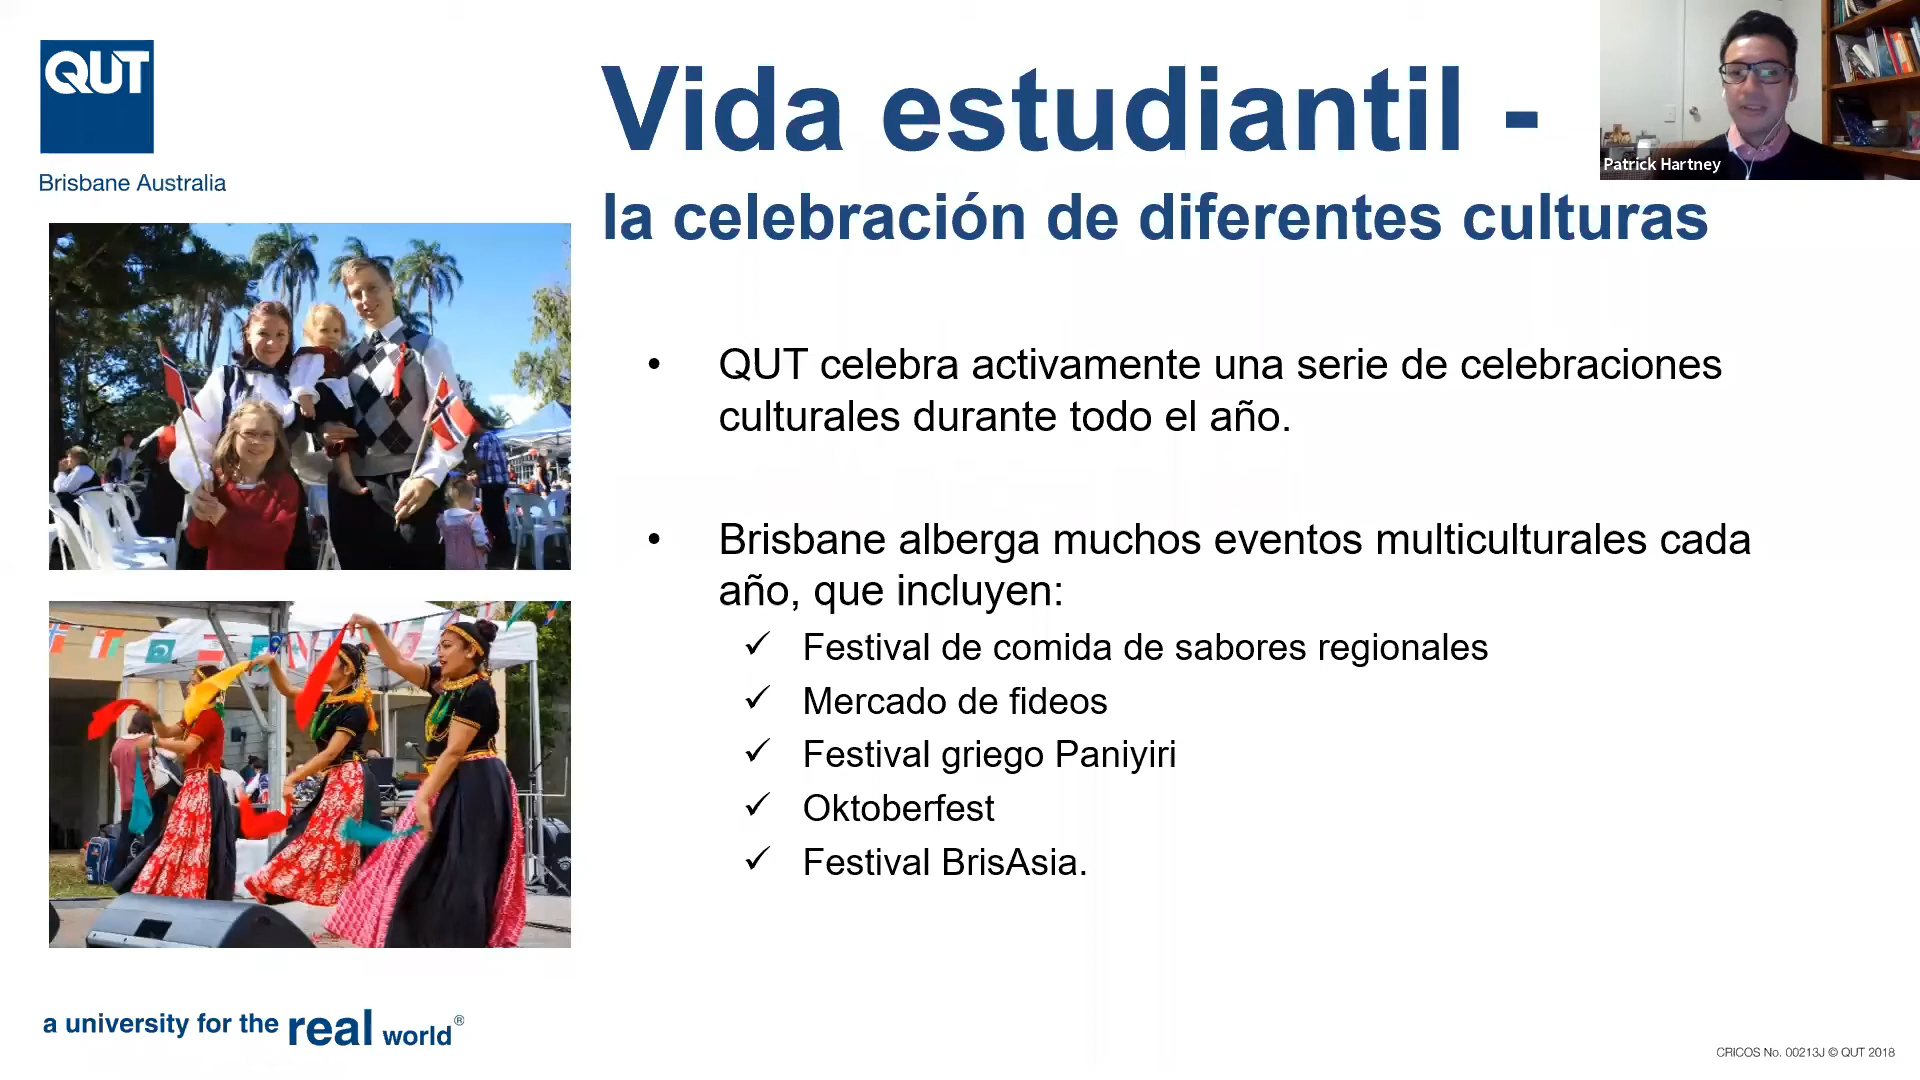 QUT
Brisbane Australia
Vida estudiantil -
la celebración de diferentes culturas
Patrick Hartney
• QUT celebra activamente una serie de celebraciones
culturales durante todo el año.
• Brisbane alberga muchos eventos multiculturales cada
año, que incluyen:
✓ Festival de comida de sabores regionales
✓ Mercado de fideos
✓ Festival griego Paniyiri
✓ Oktoberfest
✓ Festival BrisAsia.
a university for the real world®
CRICOS No. 00213J © QUT 2018